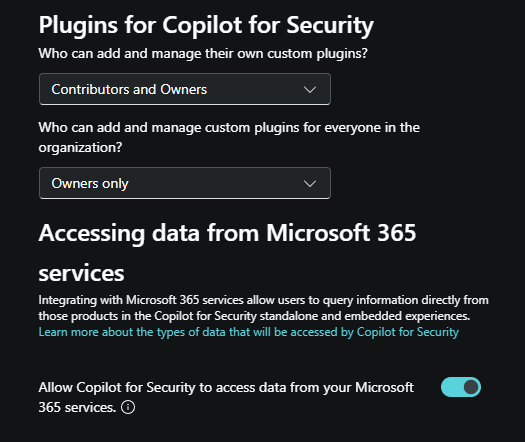 Plugins for Copilot for Security
Who can add and manage their own custom plugins?
Contributors and Owners
Who can add and manage custom plugins for everyone in the
organization?
Owners only
Accessing data from Microsoft 365
services
Integrating with Microsoft 365 services allow users to query information directly from
those products in the Copilot for Security standalone and embedded experiences.
Learn more about the types of data that will be accessed by Copilot for Security
Allow Copilot for Security to access data from your Microsoft
365 services.